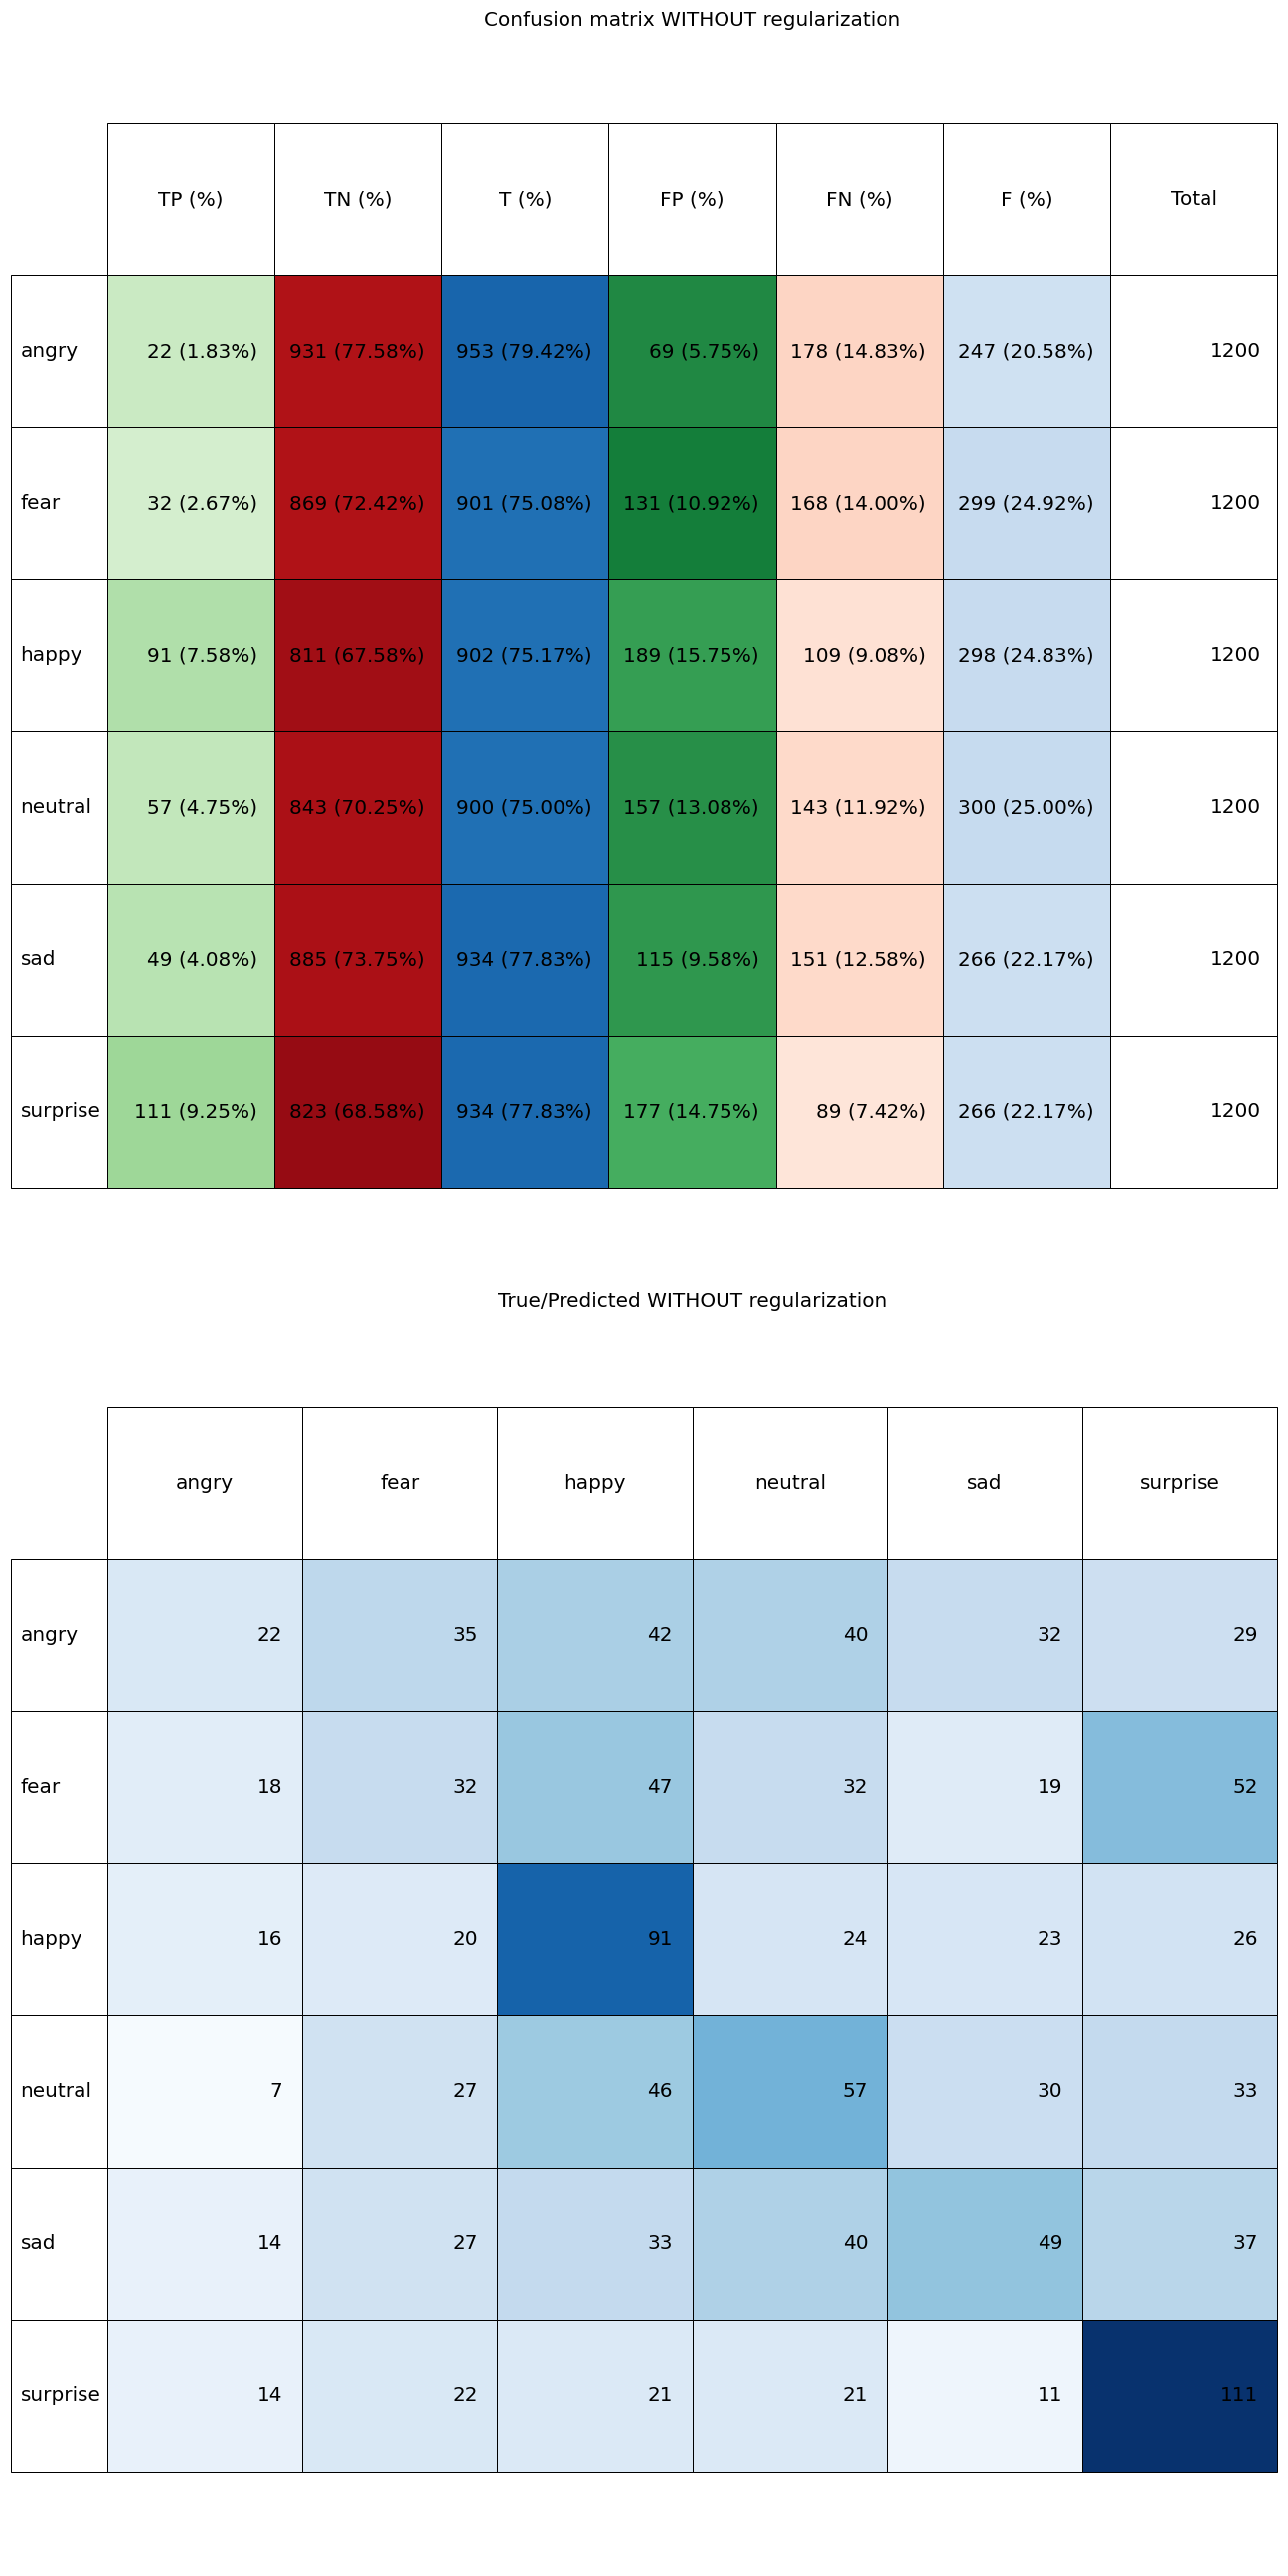 Confusion matrix WITHOUT regularization
TP (%) TN (%) T (%) FP (%) FN (%) F (%) Total
angry 22 (1.83%) 931 (77.58%) 953 (79.42%) 69 (5.75%) 178 (14.83%) 247 (20.58%) 1200
fear 32 (2.67%) 869 (72.42%) 901 (75.08%) 131 (10.92%) 168 (14.00%) 299 (24.92%) 1200
happy 91 (7.58%) 811 (67.58%) 902 (75.17%) 189 (15.75%) 109 (9.08%) 298 (24.83%) 1200
neutral 57 (4.75%) 843 (70.25%) 900 (75.00%) 157 (13.08%) 143 (11.92%) 300 (25.00%) 1200
sad 49 (4.08%) 885 (73.75%) 934 (77.83%) 115 (9.58%) 151 (12.58%) 266 (22.17%) 1200
surprise 111 (9.25%) 823 (68.58%) 934 (77.83%) 177 (14.75%) 89 (7.42%) 266 (22.17%) 1200
True/Predicted WITHOUT regularization
angry fear happy neutral sad surprise
angry 22 35 42 40 32 29
fear 18 32 47 32 19 52
happy 16 20 91 24 23 26
neutral 7 27 46 57 30 33
sad 14 27 33 40 49 37
surprise 14 22 21 21 11 111